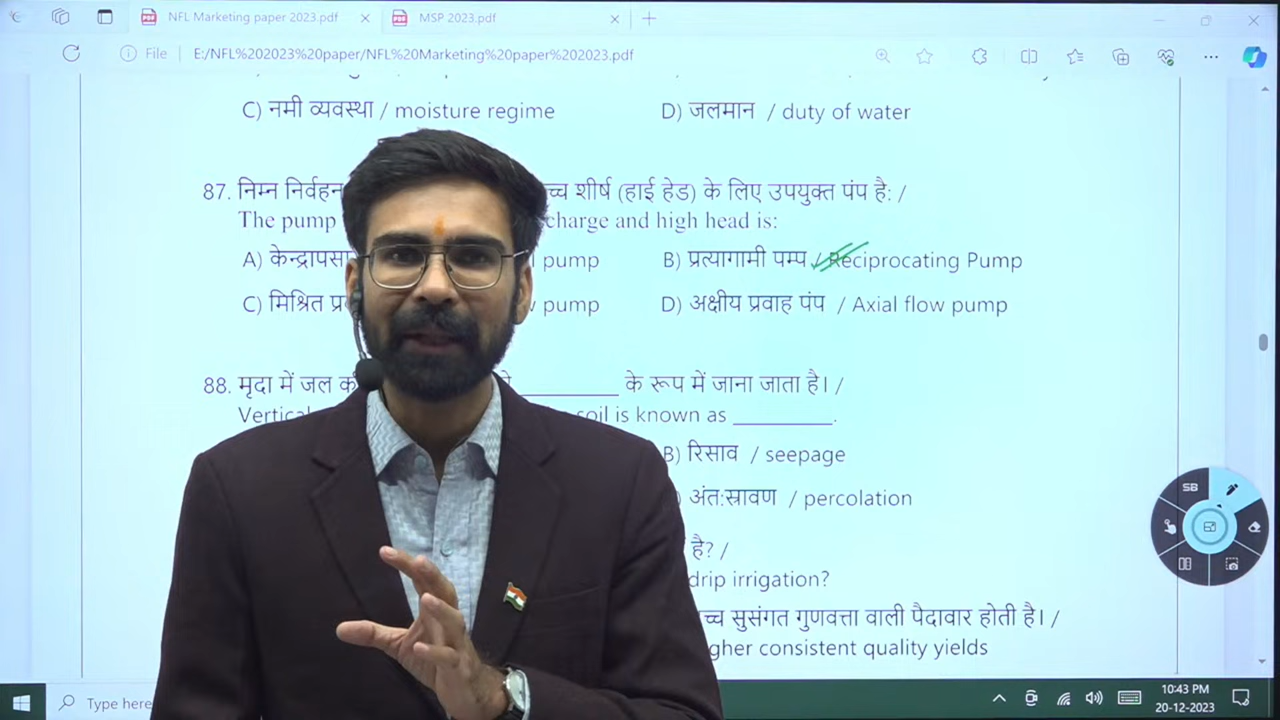 NFL Marketing paper 2023.pdf
MSP 2023.pdf
File E:/NFL%202023%20paper/NFL%20Marketing%20paper%202023.pdf
C) नमी व्यवस्था / moisture regime D) जलमान / duty of water
87. निम्न निर्वहन शीर्ष (हाई हेड) के लिए उपयुक्त पंप है: /
The pump charge and high head is:
A) pump B) प्रत्यागामी पम्प / Reciprocating Pump
C) मिश्रित pump D) अक्षीय प्रवाह पंप / Axial flow pump
88. मृदा में जल के रूप में जाना जाता है। /
soil is known as
B) रिसाव / seepage
अंत:स्रावण / percolation
है? /
drip irrigation?
सुसंगत गुणवत्ता वाली पैदावार होती है। /
gher consistent quality yields
SB
Type here
10:43 PM
20-12-2023